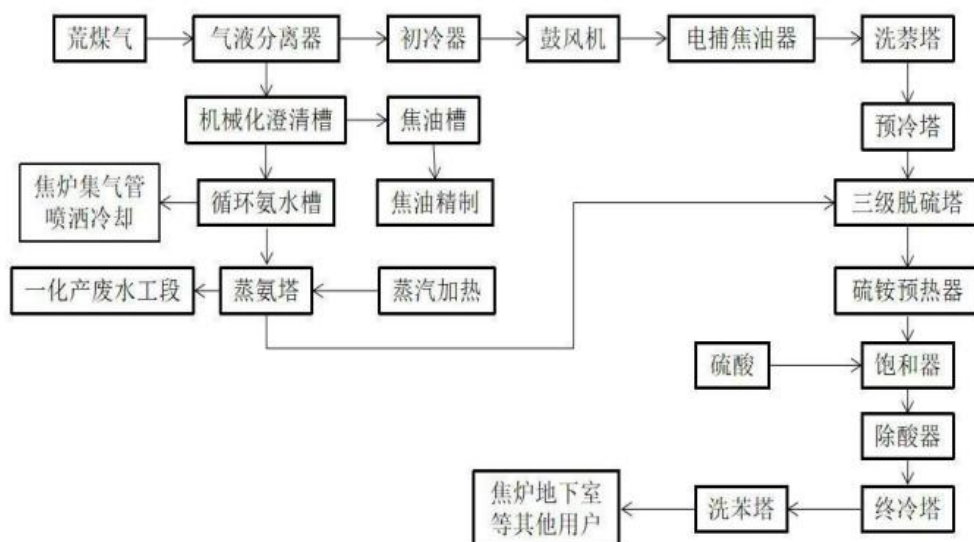 荒煤气
气液分离器
初冷器
鼓风机
电捕焦油器
洗萘塔
机械化澄清槽
焦油槽
预冷塔
焦炉集气管
喷洒冷却
循环氨水槽
焦油精制
三级脱硫塔
一化产废水工段
蒸氨塔
蒸汽加热
硫铵预热器
硫酸
饱和器
除酸器
焦炉地下室
等其他用户
洗苯塔
终冷塔